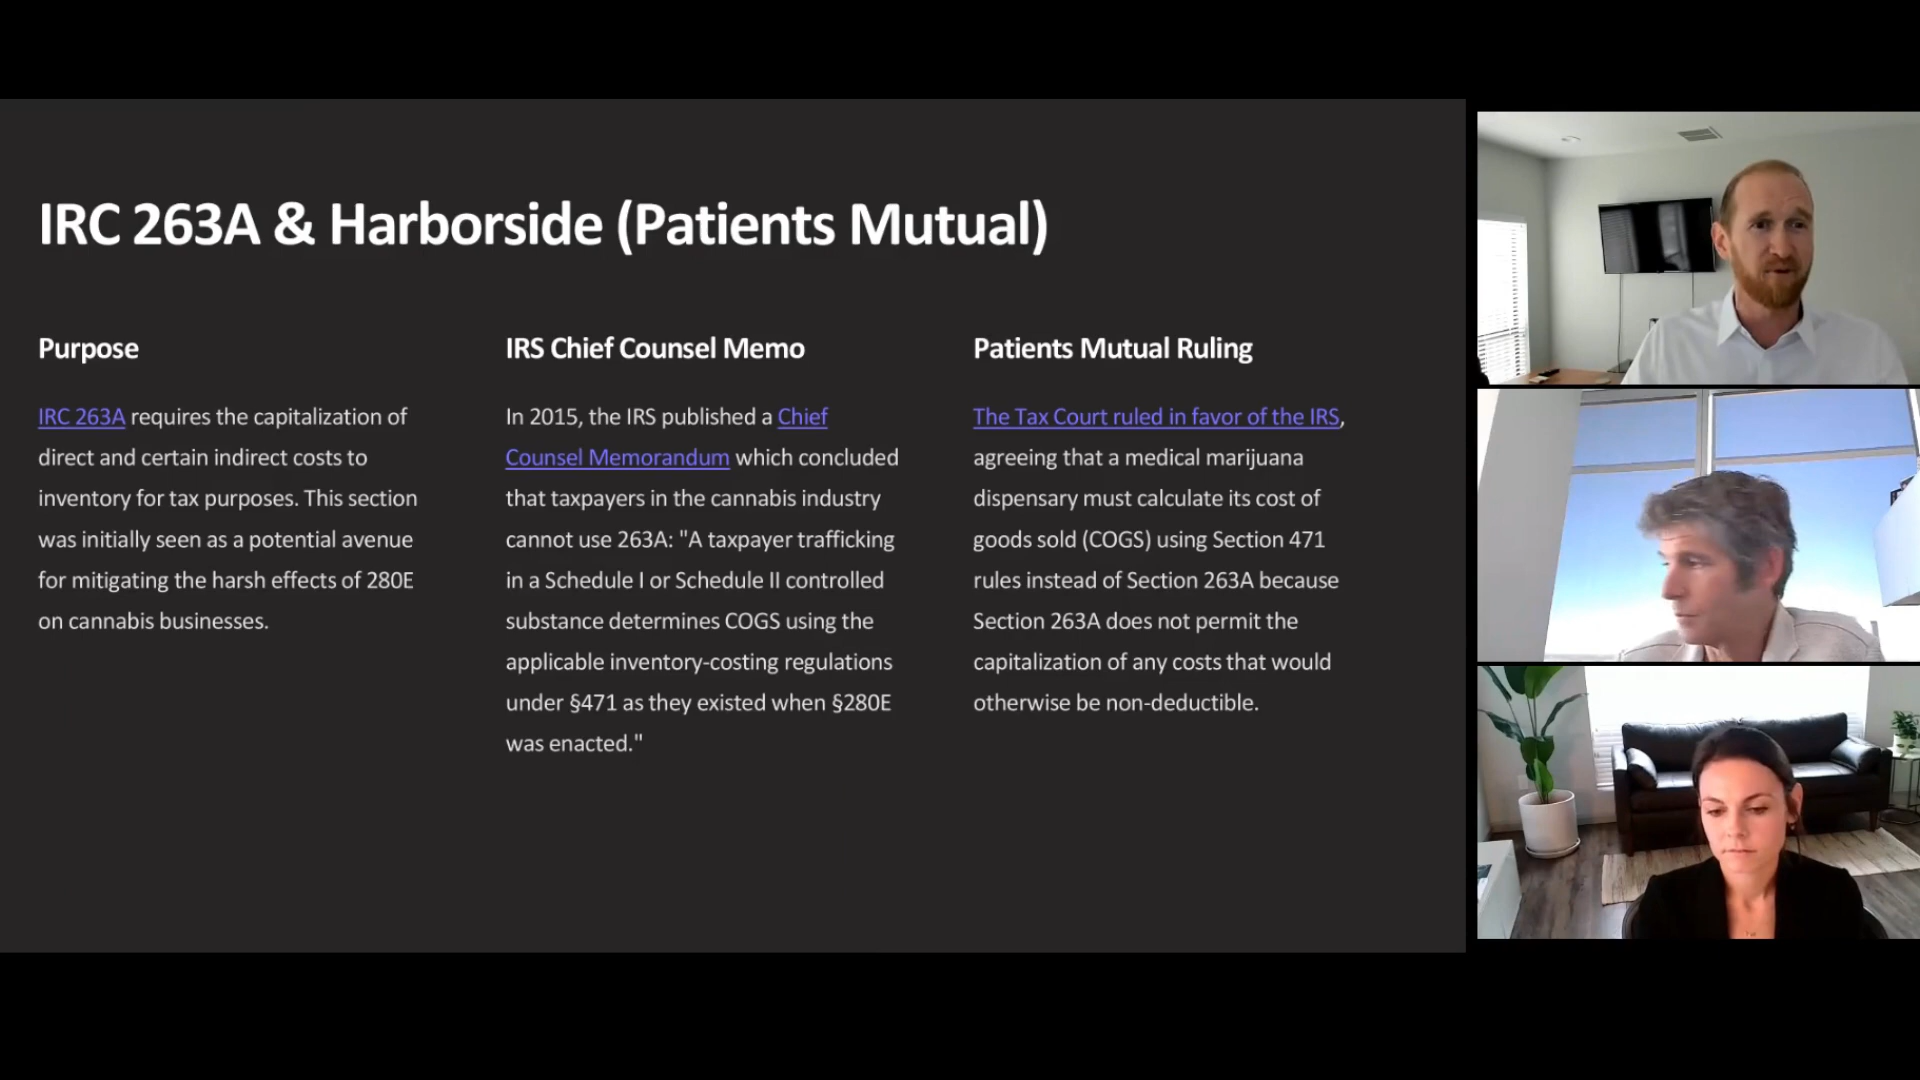 IRC 263A & Harborside (Patients Mutual)
Purpose
IRC 263A requires the capitalization of
direct and certain indirect costs to
inventory for tax purposes. This section
was initially seen as a potential avenue
for mitigating the harsh effects of 280E
on cannabis businesses.
IRS Chief Counsel Memo
In 2015, the IRS published a Chief
Counsel Memorandum which concluded
that taxpayers in the cannabis industry
cannot use 263A: "A taxpayer trafficking
in a Schedule I or Schedule II controlled
substance determines COGS using the
applicable inventory-costing regulations
under §471 as they existed when §280E
was enacted."
Patients Mutual Ruling
The Tax Court ruled in favor of the IRS,
agreeing that a medical marijuana
dispensary must calculate its cost of
goods sold (COGS) using Section 471
rules instead of Section 263A because
Section 263A does not permit the
capitalization of any costs that would
otherwise be non-deductible.